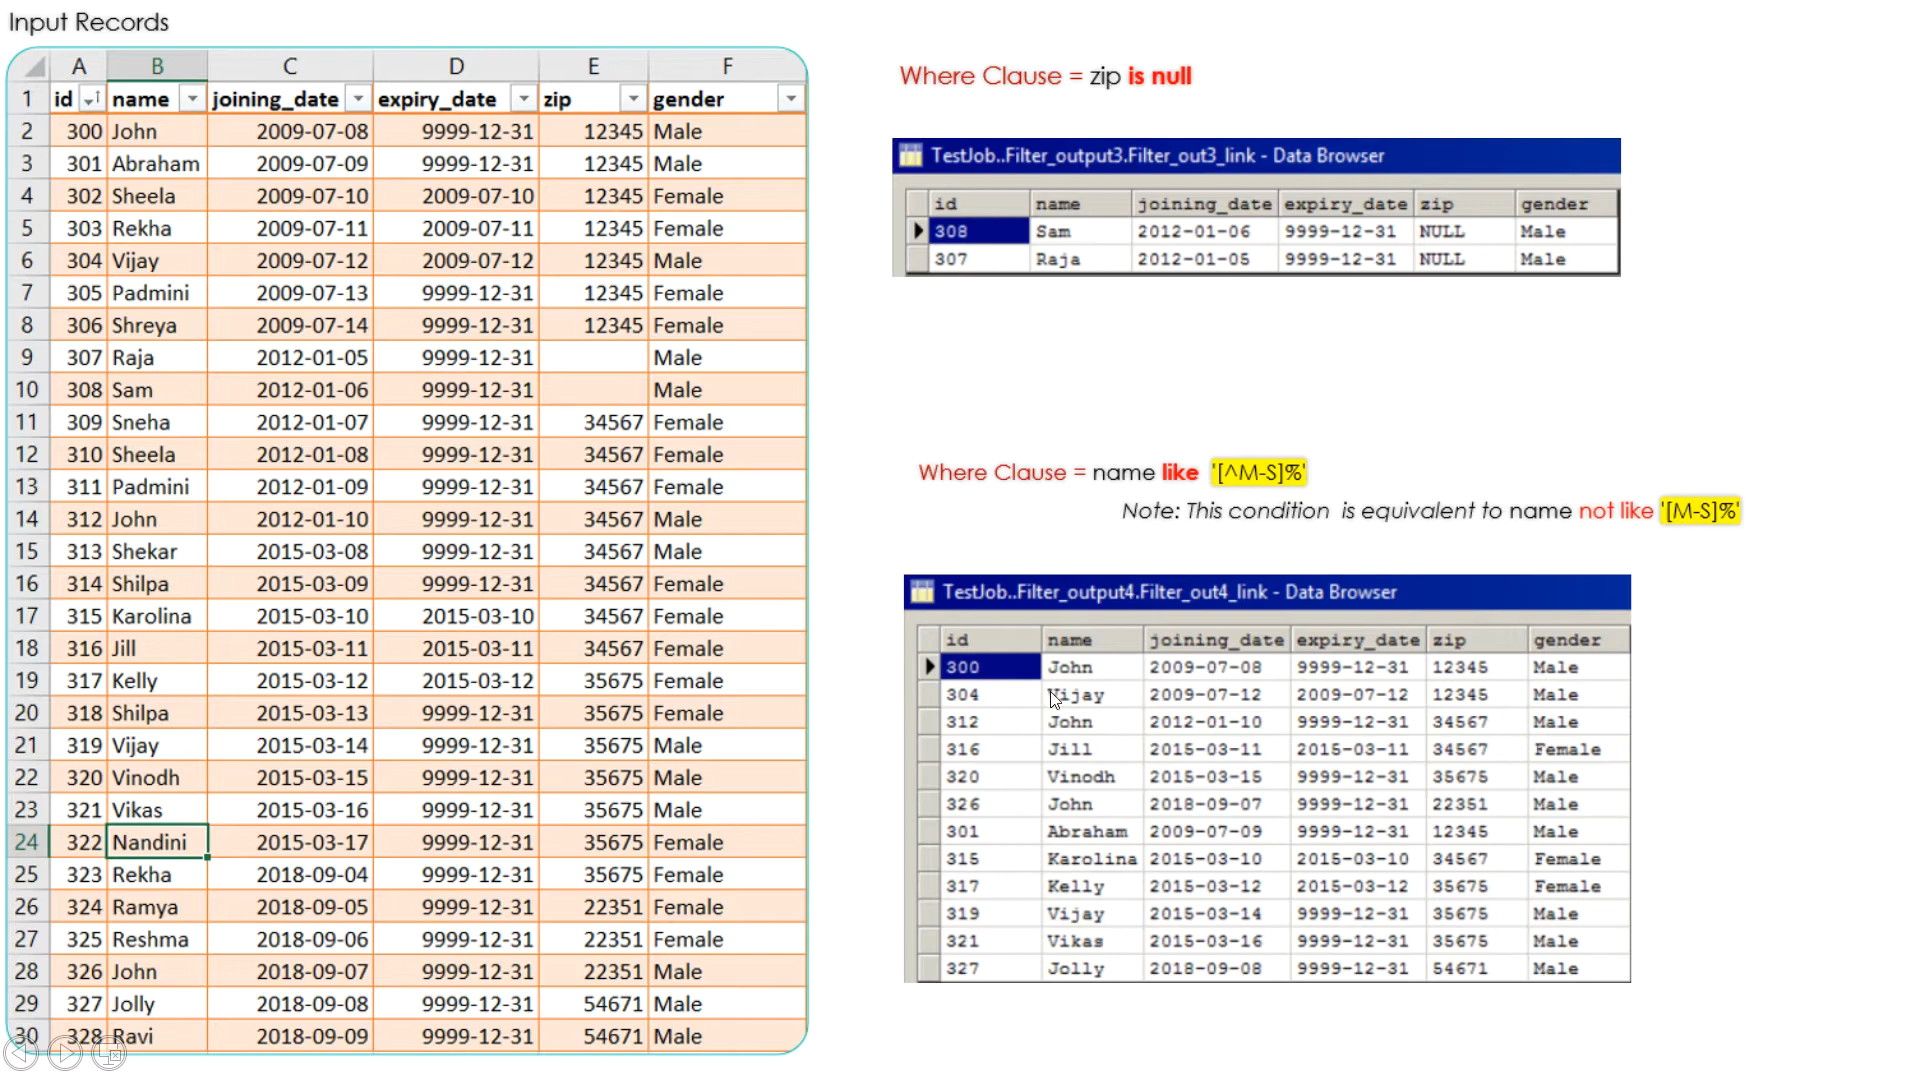 Input Records
A B C D E F
1 id name joining_date expiry_date zip gender
2 300 John 2009-07-08 9999-12-31 12345 Male
3 301 Abraham 2009-07-09 9999-12-31 12345 Male
4 302 Sheela 2009-07-10 2009-07-10 12345 Female
5 303 Rekha 2009-07-11 2009-07-11 12345 Female
6 304 Vijay 2009-07-12 2009-07-12 12345 Male
7 305 Padmini 2009-07-13 9999-12-31 12345 Female
8 306 Shreya 2009-07-14 9999-12-31 12345 Female
9 307 Raja 2012-01-05 9999-12-31 Male
10 308 Sam 2012-01-06 9999-12-31 Male
11 309 Sneha 2012-01-07 9999-12-31 34567 Female
12 310 Sheela 2012-01-08 9999-12-31 34567 Female
13 311 Padmini 2012-01-09 9999-12-31 34567 Female
14 312 John 2012-01-10 9999-12-31 34567 Male
15 313 Shekar 2015-03-08 9999-12-31 34567 Male
16 314 Shilpa 2015-03-09 9999-12-31 34567 Female
17 315 Karolina 2015-03-10 2015-03-10 34567 Female
18 316 Jill 2015-03-11 2015-03-11 34567 Female
19 317 Kelly 2015-03-12 2015-03-12 35675 Female
20 318 Shilpa 2015-03-13 9999-12-31 35675 Female
21 319 Vijay 2015-03-14 9999-12-31 35675 Male
22 320 Vinodh 2015-03-15 9999-12-31 35675 Male
23 321 Vikas 2015-03-16 9999-12-31 35675 Male
24 322 Nandini 2015-03-17 9999-12-31 35675 Female
25 323 Rekha 2018-09-04 9999-12-31 35675 Female
26 324 Ramya 2018-09-05 9999-12-31 22351 Female
27 325 Reshma 2018-09-06 9999-12-31 22351 Female
28 326 John 2018-09-07 9999-12-31 22351 Male
29 327 Jolly 2018-09-08 9999-12-31 54671 Male
30 328 Ravi 2018-09-09 9999-12-31 54671 Male
Where Clause = zip is null
TestJob..Filter_output3.Filter_out3_link - Data Browser
id name joining_date expiry_date zip gender
308 Sam 2012-01-06 9999-12-31 NULL Male
307 Raja 2012-01-05 9999-12-31 NULL Male
Where Clause = name like '[^M-S]%'
Note: This condition is equivalent to name not like '[M-S]%'
TestJob..Filter_output4.Filter_out4_link - Data Browser
id name joining_date expiry_date zip gender
300 John 2009-07-08 9999-12-31 12345 Male
304 Vijay 2009-07-12 2009-07-12 12345 Male
312 John 2012-01-10 9999-12-31 34567 Male
316 Jill 2015-03-11 2015-03-11 34567 Female
320 Vinodh 2015-03-15 9999-12-31 35675 Male
326 John 2018-09-07 9999-12-31 22351 Male
301 Abraham 2009-07-09 9999-12-31 12345 Male
315 Karolina 2015-03-10 2015-03-10 34567 Female
317 Kelly 2015-03-12 2015-03-12 35675 Female
319 Vijay 2015-03-14 9999-12-31 35675 Male
321 Vikas 2015-03-16 9999-12-31 35675 Male
327 Jolly 2018-09-08 9999-12-31 54671 Male